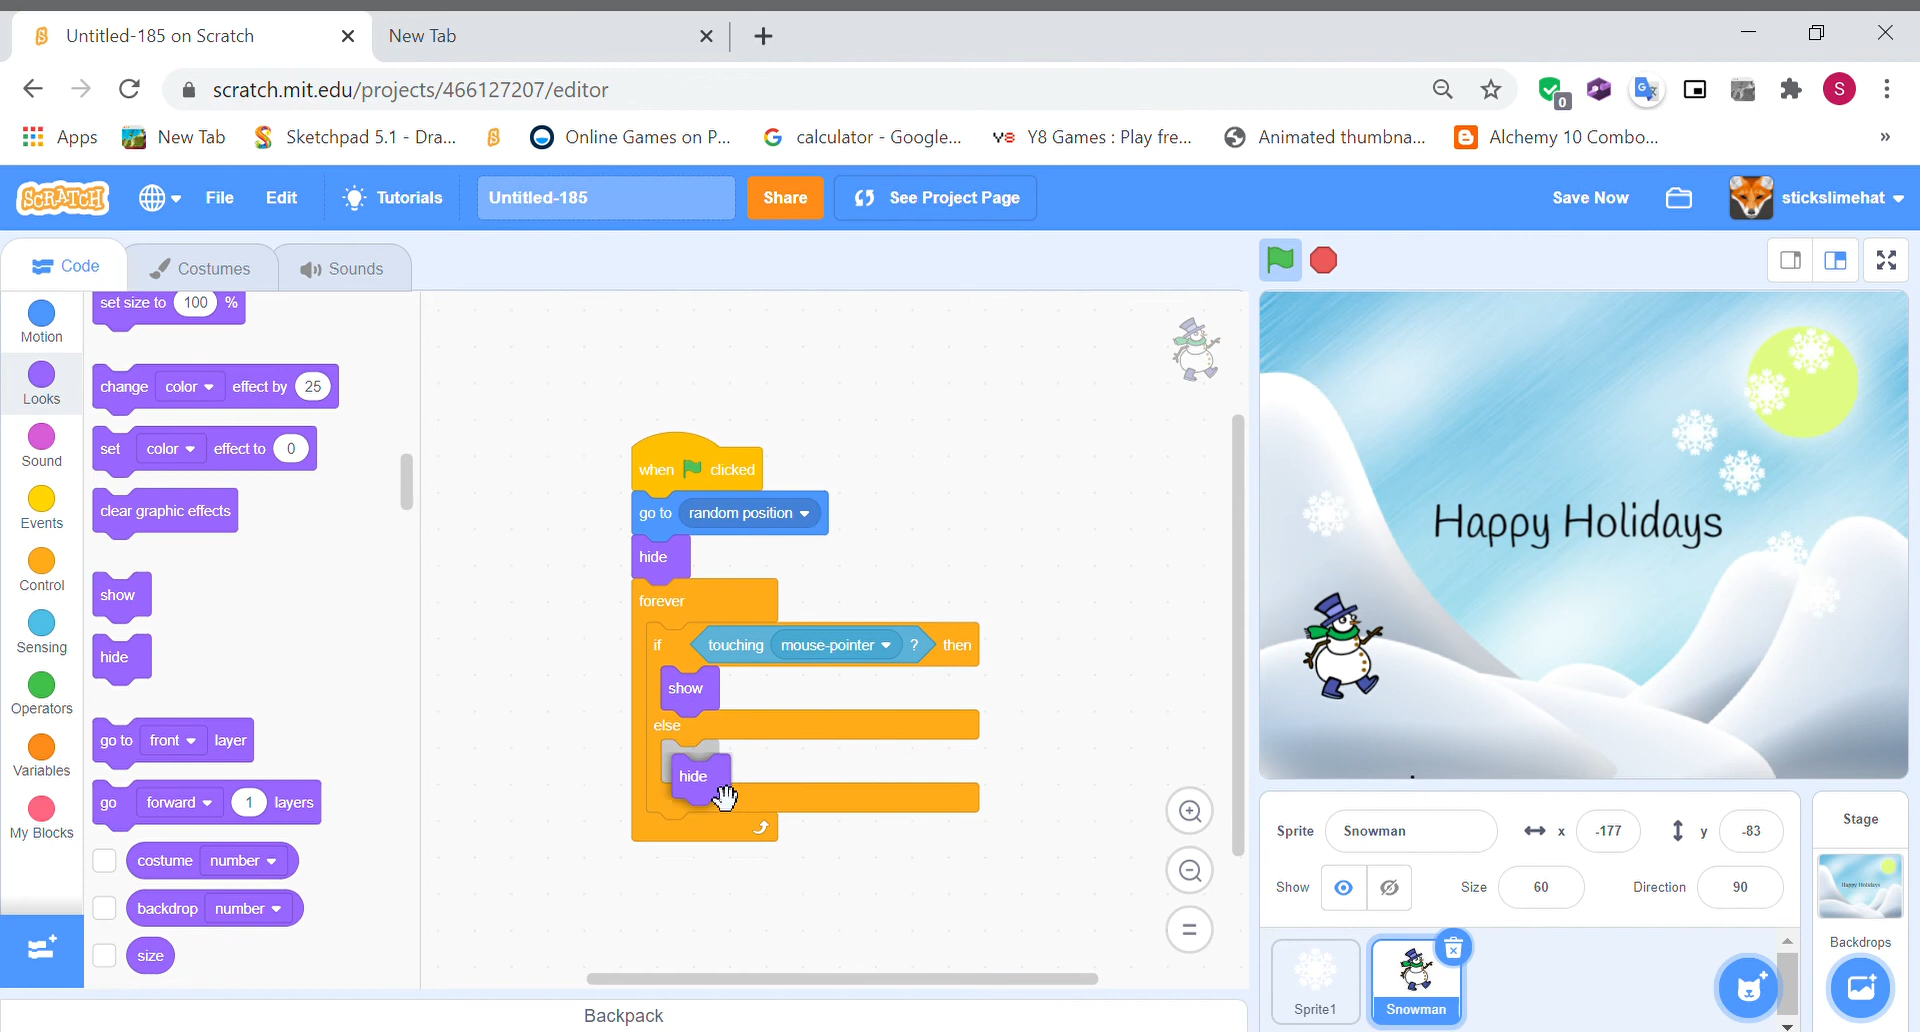 Untitled-185 on Scratch
New Tab
scratch.mit.edu/projects/466127207/editor
0
S
Apps
New Tab
Sketchpad 5.1 - Dra...
Online Games on P...
calculator - Google...
Y8 Games : Play fre...
Animated thumbna...
Alchemy 10 Combo...
»
SCRATCH
File
Edit
Tutorials
Untitled-185
Share
See Project Page
Save Now
stickslimehat
Code
Costumes
Sounds
Motion
Looks
Sound
Events
Control
Sensing
Operators
Variables
My Blocks
set size to 100 %
change color effect by 25
set color effect to 0
clear graphic effects
show
hide
go to front layer
go forward 1 layers
costume number
backdrop number
size
when clicked
go to random position
hide
forever
if touching mouse-pointer ? then
show
else
hide
Backpack
Happy Holidays
Sprite Snowman x -177 y -83
Show Size 60 Direction 90
Sprite1
Snowman
Stage
Happy Holidays
Backdrops